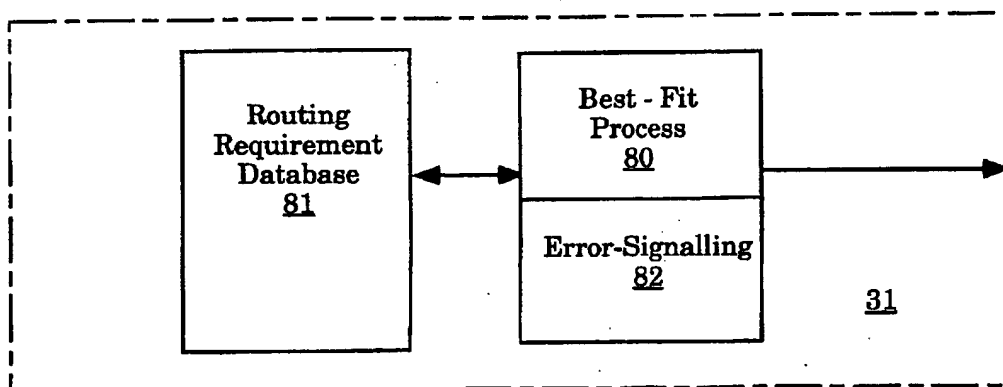 Routing
Requirement
Database
81
Best - Fit
Process
80
Error-Signalling
82
31